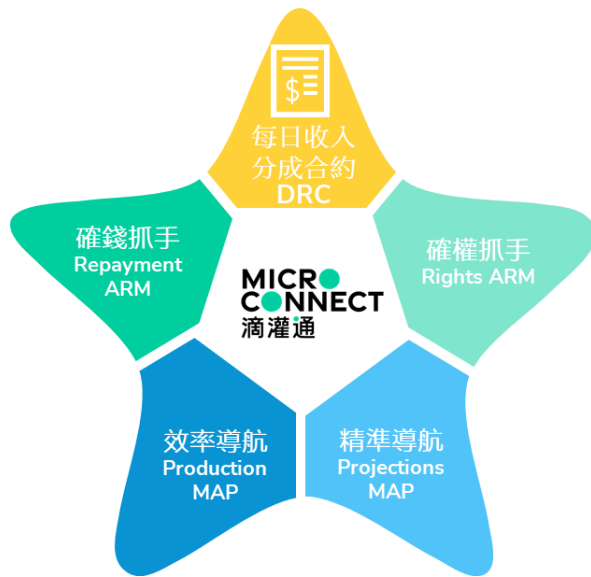 $
每日收入
分成合約
DRC
確錢抓手
Repayment
ARM
確權抓手
Rights ARM
MICRO
CONNECT
滴灌通
效率導航
Production
MAP
精準導航
Projections
MAP